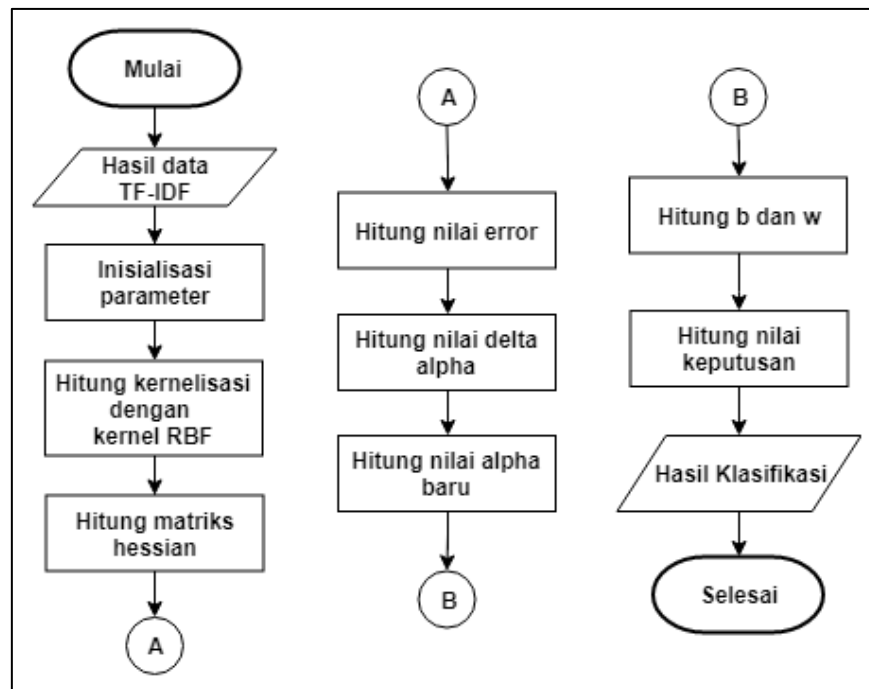 Mulai
Hasil data
TF-IDF
Inisialisasi
parameter
Hitung kernelisasi
dengan
kernel RBF
Hitung matriks
hessian
A
A
Hitung nilai error
Hitung nilai delta
alpha
Hitung nilai alpha
baru
B
B
Hitung b dan w
Hitung nilai
keputusan
Hasil Klasifikasi
Selesai